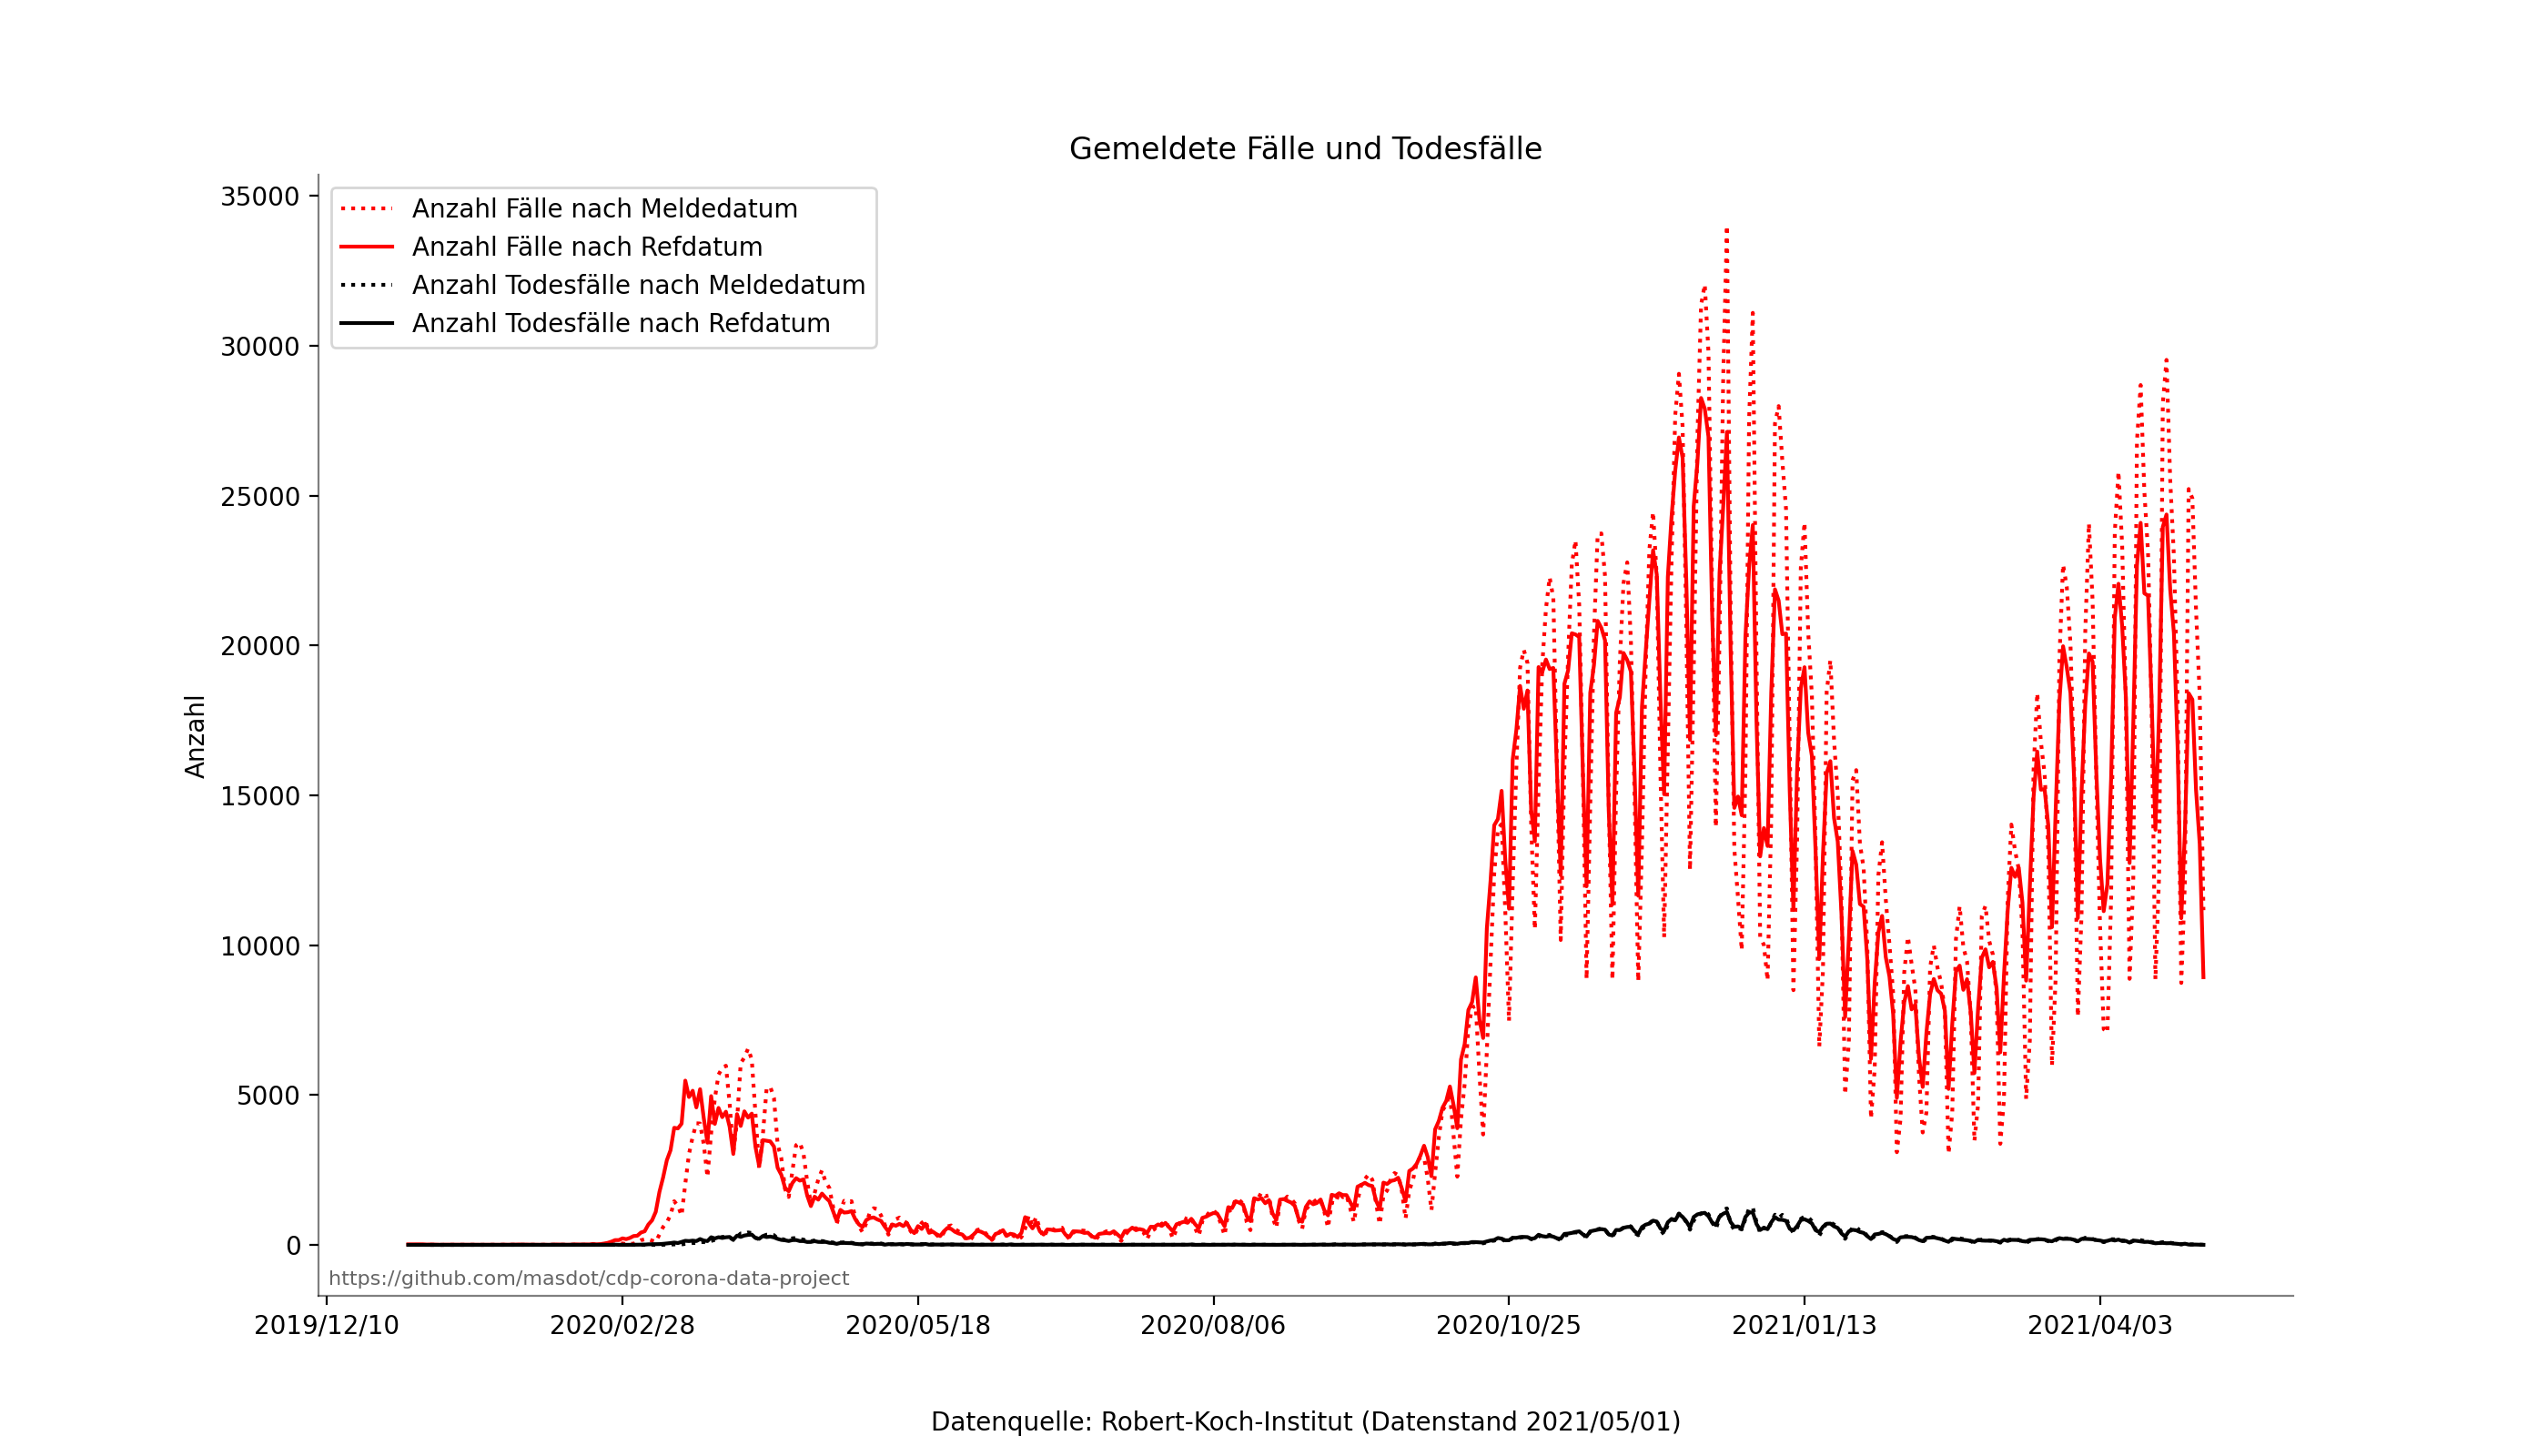 Gemeldete Fälle und Todesfälle
35000
30000
25000
20000
15000
10000
5000
0
Anzahl
Anzahl Fälle nach Meldedatum
Anzahl Fälle nach Refdatum
Anzahl Todesfälle nach Meldedatum
Anzahl Todesfälle nach Refdatum
https://github.com/masdot/cdp-corona-data-project
2019/12/10 2020/02/28 2020/05/18 2020/08/06 2020/10/25 2021/01/13 2021/04/03
Datenquelle: Robert-Koch-Institut (Datenstand 2021/05/01)